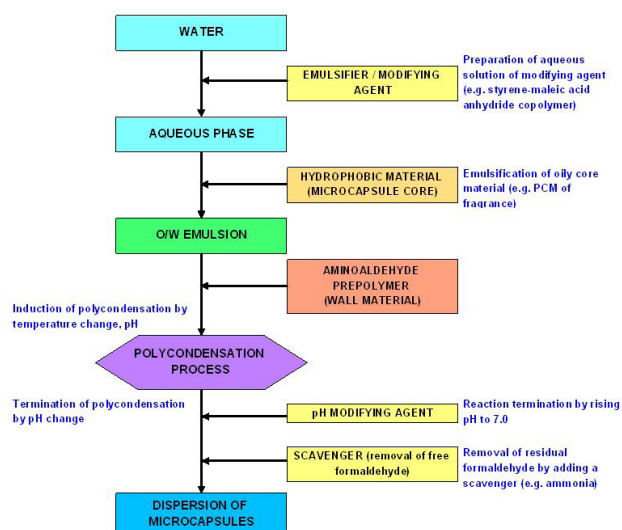 WATER
EMULSIFIER / MODIFYING
AGENT
Preparation of aqueous
solution of modifying agent
(e.g. styrene-maleic acid
anhydride copolymer)
AQUEOUS PHASE
HYDROPHOBIC MATERIAL
(MICROCAPSULE CORE)
Emulsification of oily core
material (e.g. PCM of
fragrance)
O/W EMULSION
AMINOALDEHYDE
PREPOLYMER
(WALL MATERIAL)
Induction of polycondensation by
temperature change, pH
POLYCONDENSATION
PROCESS
Termination of polycondensation
by pH change
pH MODIFYING AGENT
Reaction termination by rising
pH to 7.0
SCAVENGER (removal of free
formaldehyde)
Removal of residual
formaldehyde by adding a
scavenger (e.g. ammonia)
DISPERSION OF
MICROCAPSULES